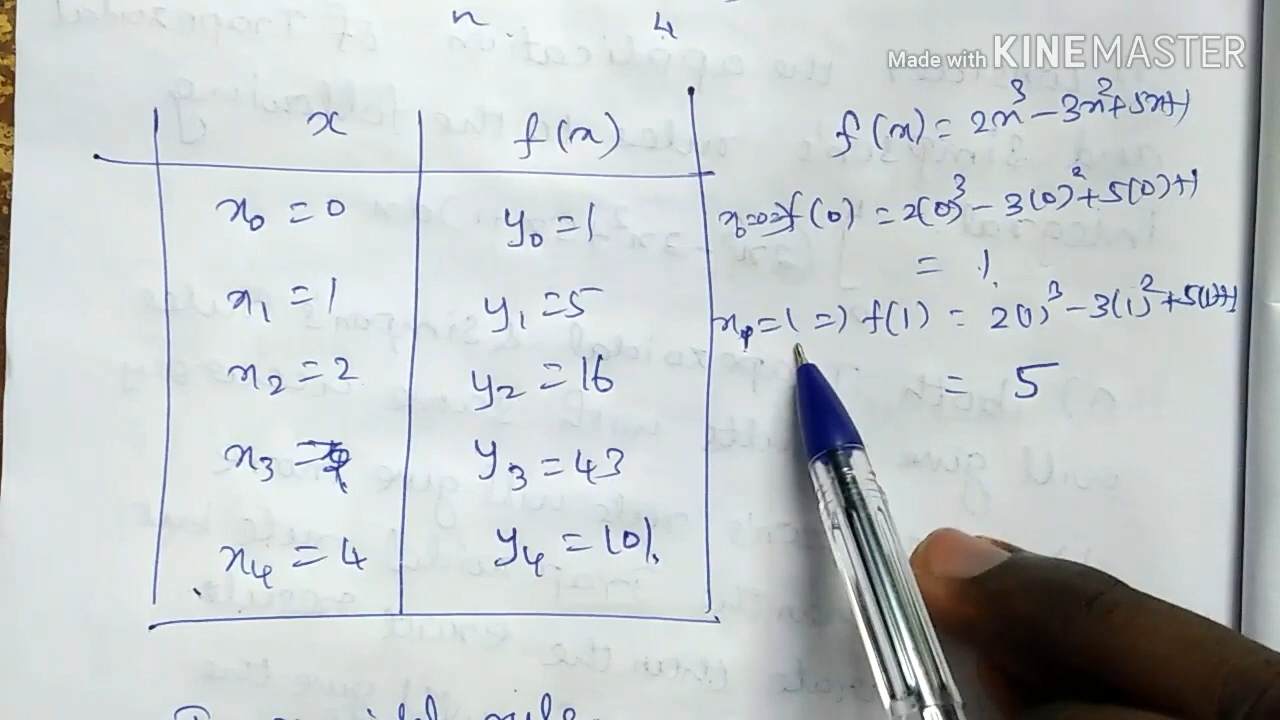 n 4
Made with KINEMASTER
x f(x)
x0 = 0 y0 = 1
x1 = 1 y1 = 5
x2 = 2 y2 = 16
x3 = y3 = 43
x4 = 4 y4 = 101.
f(x) = 2x³ - 3x² + 5x + 1
x0 = 0 => f(0) = 2(0)³ - 3(0)² + 5(0) + 1
= 1
x1 = 1 => f(1) = 2(1)³ - 3(1)² + 5(1) + 1
= 5
rule